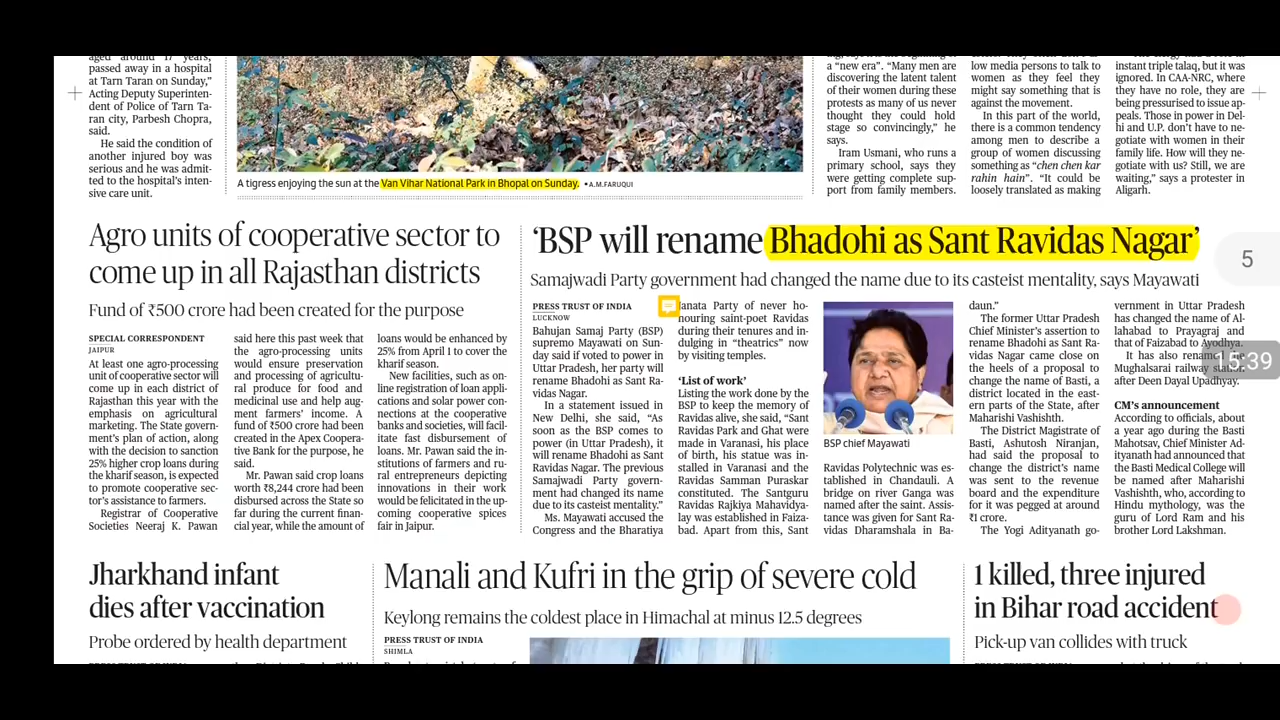 aged around 17 years,
passed away in a hospital
at Tarn Taran on Sunday,”
Acting Deputy Superinten-
dent of Police of Tarn Ta-
ran city, Parbesh Chopra,
said.
He said the condition of
another injured boy was
serious and he was admit-
ted to the hospital’s inten-
sive care unit.
A tigress enjoying the sun at the Van Vihar National Park in Bhopal on Sunday. •A.M.FARUQUI
a “new era”. “Many men are
discovering the latent talent
of their women during these
protests as many of us never
thought they could hold
stage so convincingly,” he
says.
Iram Usmani, who runs a
primary school, says they
were getting complete sup-
port from family members.
low media persons to talk to
women as they feel they
might say something that is
against the movement.
In this part of the world,
there is a common tendency
among men to describe a
group of women discussing
something as “chen chen kar
rahin hain”. “It could be
loosely translated as making
instant triple talaq, but it was
ignored. In CAA-NRC, where
they have no role, they are
being pressurised to issue ap-
peals. Those in power in Del-
hi and U.P. don’t have to ne-
gotiate with women in their
family life. How will they ne-
gotiate with us? Still, we are
waiting,” says a protester in
Aligarh.
Agro units of cooperative sector to
come up in all Rajasthan districts
Fund of ₹500 crore had been created for the purpose
SPECIAL CORRESPONDENT
JAIPUR
At least one agro-processing
unit of cooperative sector will
come up in each district of
Rajasthan this year with the
emphasis on agricultural
marketing. The State govern-
ment’s plan of action, along
with the decision to sanction
25% higher crop loans during
the kharif season, is expected
to promote cooperative sec-
tor’s assistance to farmers.
Registrar of Cooperative
Societies Neeraj K. Pawan
said here this past week that
the agro-processing units
would ensure preservation
and processing of agricultu-
ral produce for food and
medicinal use and help aug-
ment farmers’ income. A
fund of ₹500 crore had been
created in the Apex Coopera-
tive Bank for the purpose, he
said.
Mr. Pawan said crop loans
worth ₹8,244 crore had been
disbursed across the State so
far during the current finan-
cial year, while the amount of
loans would be enhanced by
25% from April 1 to cover the
kharif season.
New facilities, such as on-
line registration of loan appli-
cations and solar power con-
nections at the cooperative
banks and societies, will facil-
itate fast disbursement of
loans. Mr. Pawan said the in-
stitutions of farmers and ru-
ral entrepreneurs depicting
innovations in their work
would be felicitated in the up-
coming cooperative spices
fair in Jaipur.
‘BSP will rename Bhadohi as Sant Ravidas Nagar’
Samajwadi Party government had changed the name due to its casteist mentality, says Mayawati
PRESS TRUST OF INDIA
LUCKNOW
Bahujan Samaj Party (BSP)
supremo Mayawati on Sun-
day said if voted to power in
Uttar Pradesh, her party will
rename Bhadohi as Sant Ra-
vidas Nagar.
In a statement issued in
New Delhi, she said, “As
soon as the BSP comes to
power (in Uttar Pradesh), it
will rename Bhadohi as Sant
Ravidas Nagar. The previous
Samajwadi Party govern-
ment had changed its name
due to its casteist mentality.”
Ms. Mayawati accused the
Congress and the Bharatiya
Janata Party of never ho-
nouring saint-poet Ravidas
during their tenures and in-
dulging in “theatrics” now
by visiting temples.
‘List of work’
Listing the work done by the
BSP to keep the memory of
Ravidas alive, she said, “Sant
Ravidas Park and Ghat were
made in Varanasi, his place
of birth, his statue was in-
stalled in Varanasi and the
Ravidas Samman Puraskar
constituted. The Santguru
Ravidas Rajkiya Mahavidya-
lay was established in Faiza-
bad. Apart from this, Sant
BSP chief Mayawati
Ravidas Polytechnic was es-
tablished in Chandauli. A
bridge on river Ganga was
named after the saint. Assis-
tance was given for Sant Ra-
vidas Dharamshala in Ba-
daun.”
The former Uttar Pradesh
Chief Minister’s assertion to
rename Bhadohi as Sant Ra-
vidas Nagar came close on
the heels of a proposal to
change the name of Basti, a
district located in the east-
ern parts of the State, after
Maharishi Vashishth.
The District Magistrate of
Basti, Ashutosh Niranjan,
had said the proposal to
change the district’s name
was sent to the revenue
board and the expenditure
for it was pegged at around
₹1 crore.
The Yogi Adityanath go-
vernment in Uttar Pradesh
has changed the name of Al-
lahabad to Prayagraj and
that of Faizabad to Ayodhya.
It has also renamed
Mughalsarai railway station
after Deen Dayal Upadhyay.
CM’s announcement
According to officials, about
a year ago during the Basti
Mahotsav, Chief Minister Ad-
ityanath had announced that
the Basti Medical College will
be named after Maharishi
Vashishth, who, according to
Hindu mythology, was the
guru of Lord Ram and his
brother Lord Lakshman.
5
15:39
Jharkhand infant
dies after vaccination
Probe ordered by health department
Manali and Kufri in the grip of severe cold
Keylong remains the coldest place in Himachal at minus 12.5 degrees
PRESS TRUST OF INDIA
SHIMLA
1 killed, three injured
in Bihar road accident
Pick-up van collides with truck